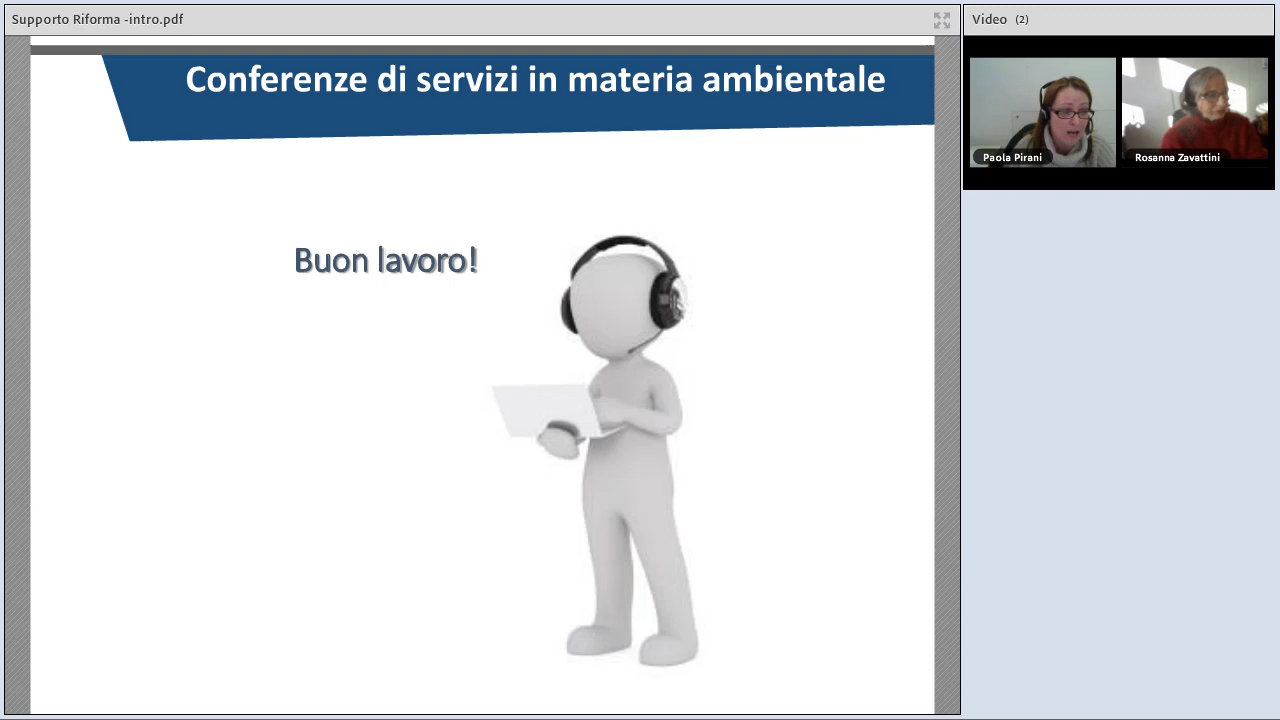 Supporto Riforma -intro.pdf
Video (2)
Conferenze di servizi in materia ambientale
Buon lavoro!
Paola Pirani
Rosanna Zavattini